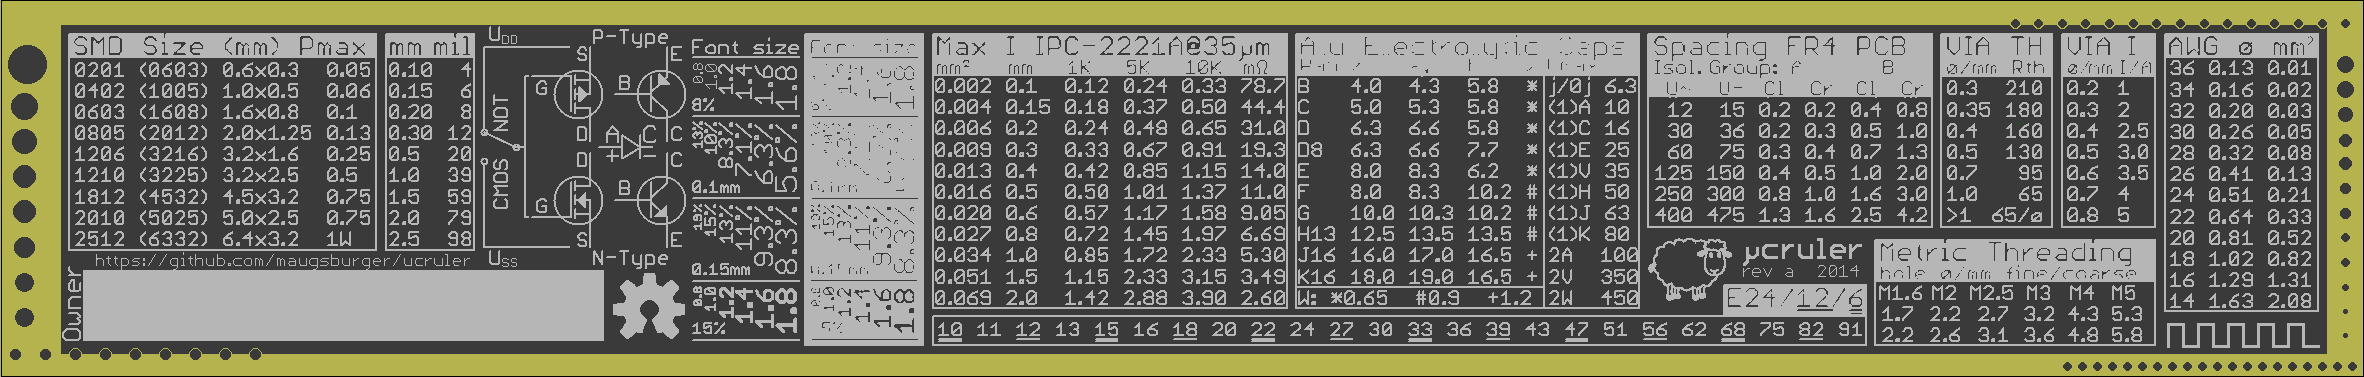 SMD Size (mm) Pmax
0201 (0603) 0.6x0.3 0.05
0402 (1005) 1.0x0.5 0.06
0603 (1608) 1.6x0.8 0.1
0805 (2012) 2.0x1.25 0.13
1206 (3216) 3.2x1.6 0.25
1210 (3225) 3.2x2.5 0.5
1812 (4532) 4.5x3.2 0.75
2010 (5025) 5.0x2.5 0.75
2512 (6332) 6.4x3.2 1W
mm mil
0.10 4
0.15 6
0.20 8
0.30 12
0.5 20
1.0 39
1.5 59
2.0 79
2.5 98
https://github.com/maugsburger/ucruler
Owner
UDD
P-Type
S E
G B
D C
NOT
A C
+ -
CMOS
D C
G B
S E
USS
N-Type
Font size
0.8 1.0 1.2 1.4 1.6 1.8
8%
13% 10% 9% 7.3% 6.3% 5.6%
0.1mm
19% 15% 13% 11% 9.3% 8.3%
0.15mm
0.8 1.0 1.2 1.4 1.6 1.8
15%
Font size
Max I IPC-2221A@35µm
mm² mm 1K 5K 10K mΩ
0.002 0.1 0.12 0.24 0.33 78.7
0.004 0.15 0.18 0.37 0.50 44.4
0.006 0.2 0.24 0.48 0.65 31.0
0.009 0.3 0.33 0.67 0.91 19.3
0.013 0.4 0.42 0.85 1.15 14.0
0.016 0.5 0.50 1.01 1.37 11.0
0.020 0.6 0.57 1.17 1.58 9.05
0.027 0.8 0.72 1.45 1.97 6.69
0.034 1.0 0.85 1.72 2.33 5.30
0.051 1.5 1.15 2.33 3.15 3.49
0.069 2.0 1.42 2.88 3.90 2.60
Alu Electrolytic Caps
B 4.0 4.3 5.8 * j/0j 6.3
C 5.0 5.3 5.8 * (1)A 10
D 6.3 6.6 5.8 * (1)C 16
D8 6.3 6.6 7.7 * (1)E 25
E 8.0 8.3 6.2 * (1)V 35
F 8.0 8.3 10.2 # (1)H 50
G 10.0 10.3 10.2 # (1)J 63
H13 12.5 13.5 13.5 # (1)K 80
J16 16.0 17.0 16.5 + 2A 100
K16 18.0 19.0 16.5 + 2V 350
W: *0.65 #0.9 +1.2 2W 450
Spacing FR4 PCB
Isol.Group: A B
U~ U- Cl Cr Cl Cr
12 15 0.2 0.2 0.4 0.8
30 36 0.2 0.3 0.5 1.0
60 75 0.3 0.4 0.7 1.3
125 150 0.4 0.5 1.0 2.0
250 300 0.8 1.0 1.6 3.0
400 475 1.3 1.6 2.5 4.2
VIA TH
ø/mm Rth
0.3 210
0.35 180
0.4 160
0.5 130
0.7 95
1.0 65
>1 65/ø
VIA I
ø/mm I/A
0.2 1
0.3 2
0.4 2.5
0.5 3.0
0.6 3.5
0.7 4
0.8 5
AWG ø mm²
36 0.13 0.01
34 0.16 0.02
32 0.20 0.03
30 0.26 0.05
28 0.32 0.08
26 0.41 0.13
24 0.51 0.21
22 0.64 0.33
20 0.81 0.52
18 1.02 0.82
16 1.29 1.31
14 1.63 2.08
µcruler
rev a 2014
Metric Threading
hole ø/mm fine/coarse
M1.6 M2 M2.5 M3 M4 M5
1.7 2.2 2.7 3.2 4.3 5.3
2.2 2.6 3.1 3.6 4.8 5.8
E24/12/6
10 11 12 13 15 16 18 20 22 24 27 30 33 36 39 43 47 51 56 62 68 75 82 91